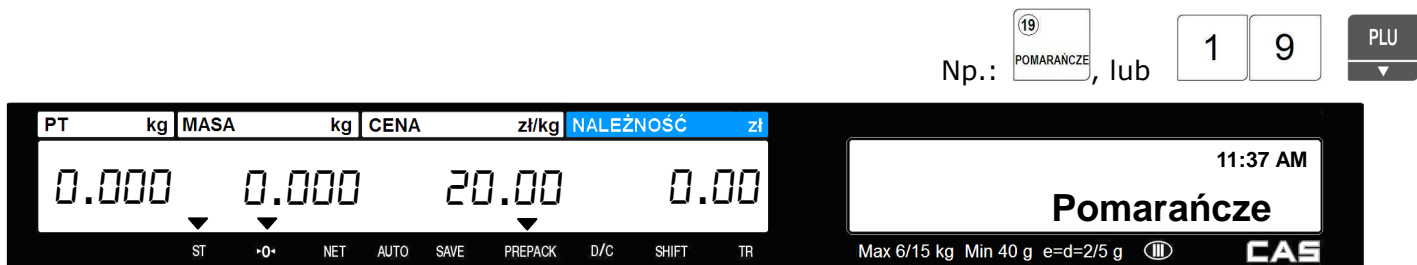 Np.: ⑲ POMARAŃCZE, lub 1 9 PLU ▼
PT kg MASA kg CENA zł/kg NALEŻNOŚĆ zł
0.000 0.000 20.00 0.00
11:37 AM
Pomarańcze
ST ▸0◂ NET AUTO SAVE PREPACK D/C SHIFT TR
Max 6/15 kg Min 40 g e=d=2/5 g III CAS